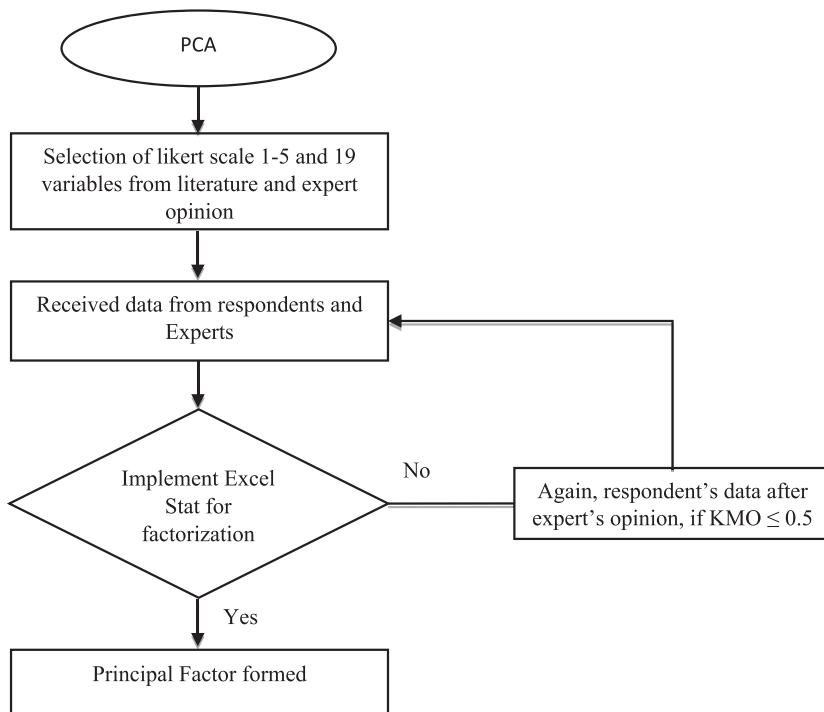 PCA
Selection of likert scale 1-5 and 19
variables from literature and expert
opinion
Received data from respondents and
Experts
Implement Excel
Stat for
factorization
No
Again, respondent’s data after
expert’s opinion, if KMO ≤ 0.5
Yes
Principal Factor formed